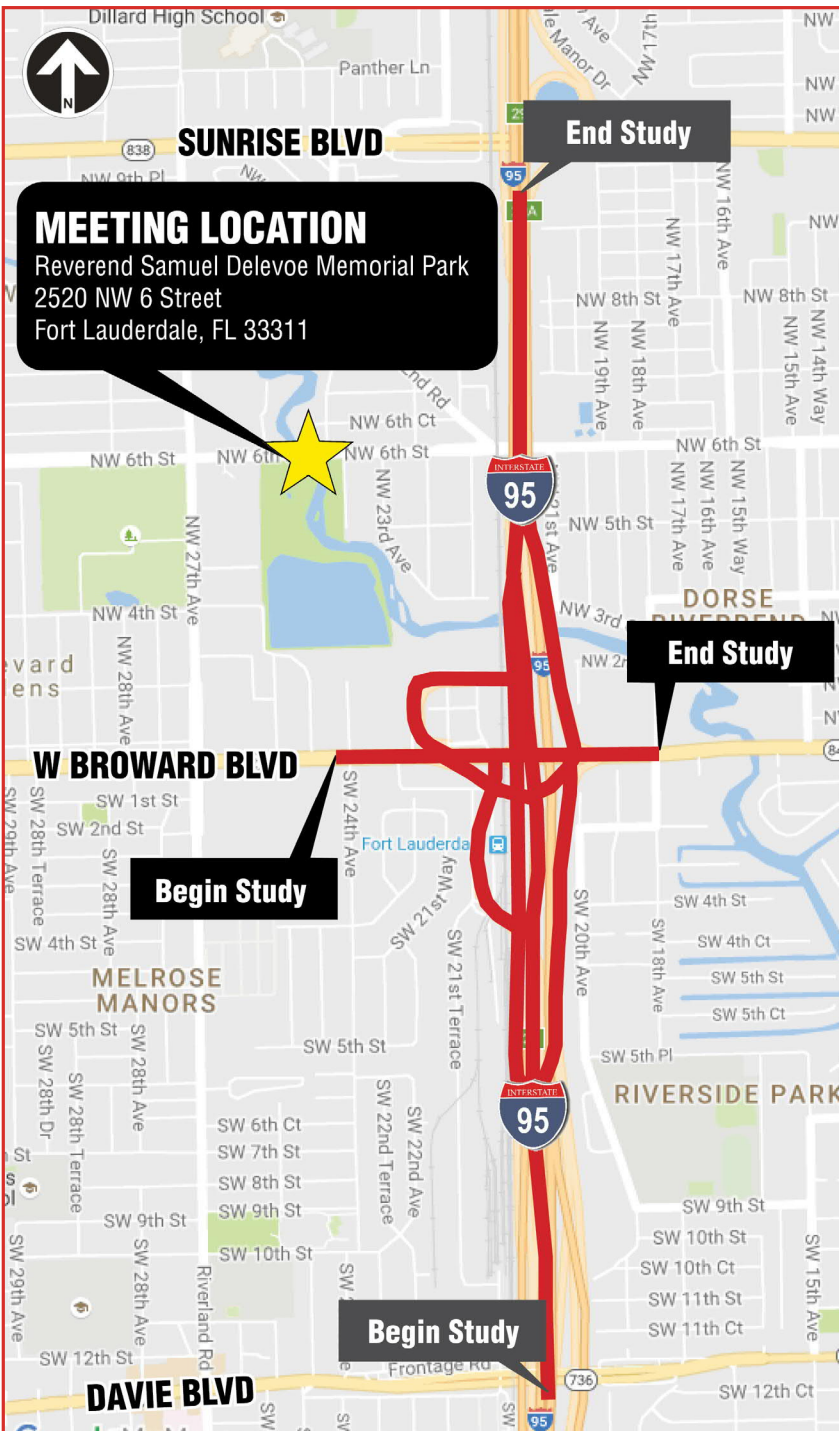 Dillard High School
Panther Ln
N
SUNRISE BLVD
838
End Study
95
NW 9th Pl
MEETING LOCATION
Reverend Samuel Delevoe Memorial Park
2520 NW 6 Street
Fort Lauderdale, FL 33311
NW 16th Ave
NW 17th Ave
NW 8th St
NW 8th St
NW 19th Ave
NW 18th Ave
NW 15th Ave
NW 14th Way
NW 6th Ct
NW 6th St
NW 6th St
NW 6th St
INTERSTATE
95
NW 23rd Ave
NW 27th Ave
NW 5th St
NW 17th Ave
NW 16th Ave
NW 15th Way
NW 4th St
NW 28th Ave
NW 3rd
DORSE
End Study
95
W BROWARD BLVD
SW 1st St
SW 2nd St
SW 29th Ave
SW 28th Terrace
SW 28th Ave
SW 24th Ave
Begin Study
Fort Lauderda
SW 21st Way
SW 21st Terrace
SW 20th Ave
SW 18th Ave
SW 4th St
SW 4th Ct
SW 5th St
SW 5th Ct
SW 4th St
MELROSE
MANORS
SW 5th St
SW 28th Dr
SW 28th Terrace
SW 28th Ave
SW 5th St
SW 5th Pl
RIVERSIDE PARK
INTERSTATE
95
SW 6th Ct
SW 7th St
SW 8th St
SW 9th St
SW 10th St
SW 22nd Terrace
SW 22nd Ave
SW 9th St
SW 29th Ave
SW 28th Ave
Riverland Rd
SW 9th St
SW 10th St
SW 10th Ct
SW 11th St
SW 11th Ct
SW 15th Ave
Begin Study
SW 12th St
Frontage Rd
736
DAVIE BLVD
SW 12th Ct
SW
SW
SW
95